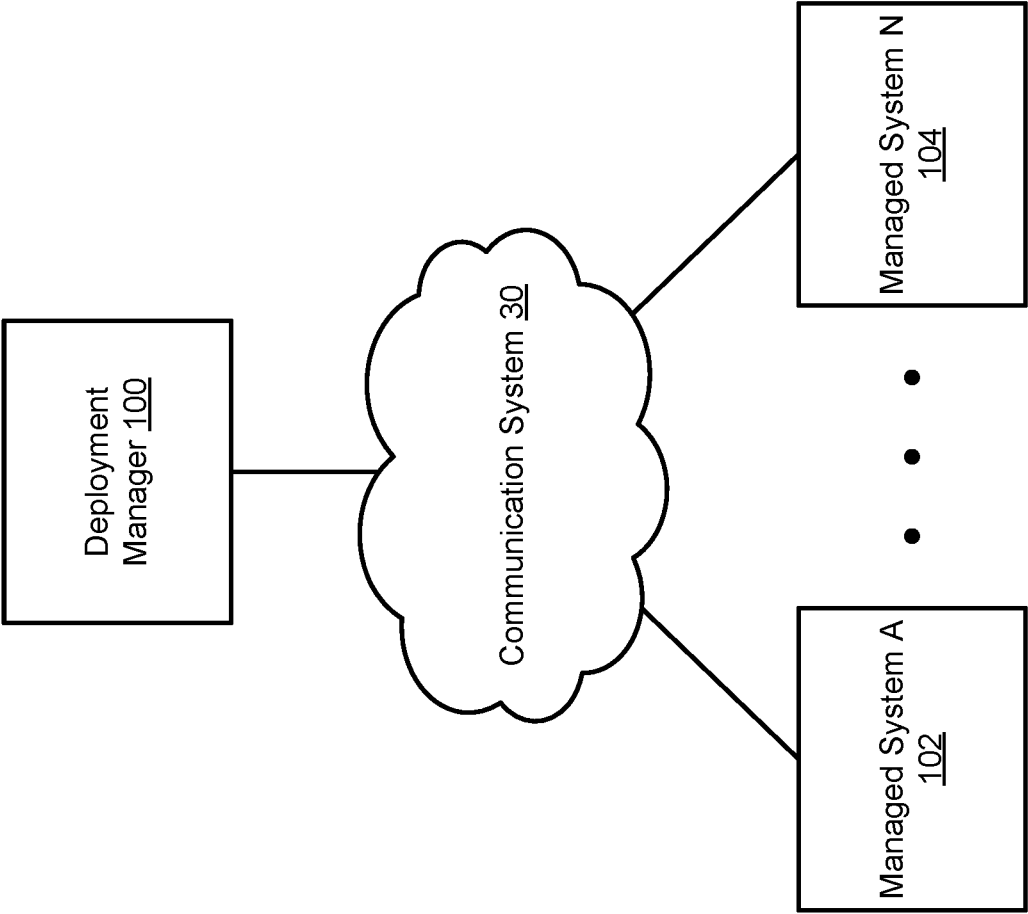 Deployment
Manager 100
Communication System 30
Managed System A
102
Managed System N
104